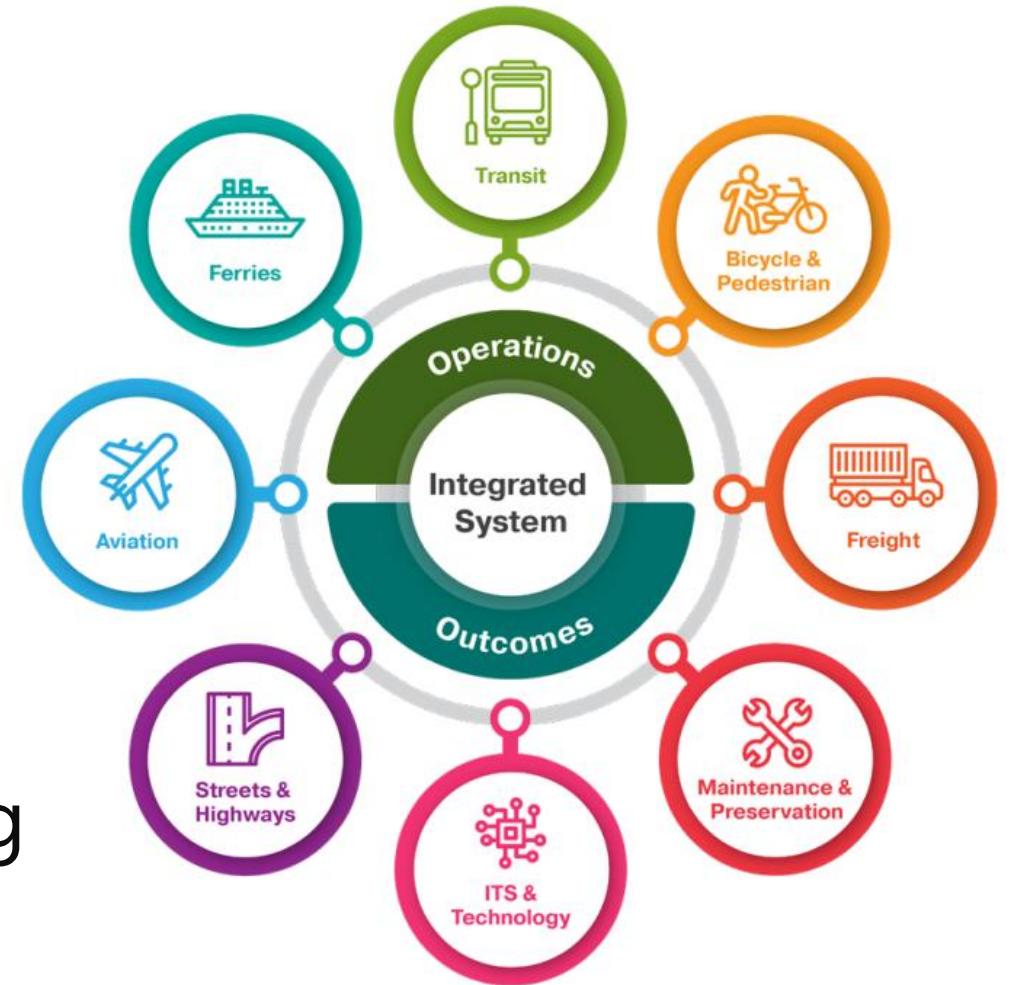 Transit
Bicycle &
Pedestrian
Freight
Maintenance &
Preservation
ITS &
Technology
Streets &
Highways
Aviation
Ferries
Operations
Integrated
System
Outcomes
g